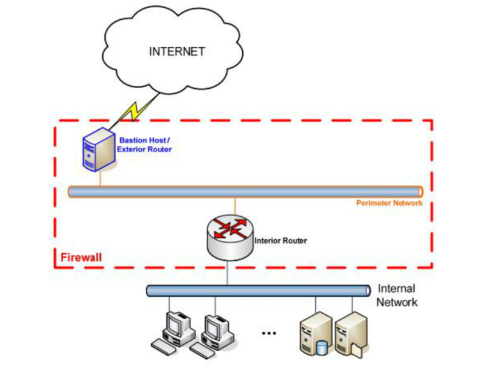 INTERNET
Bastion Host /
Exterior Router
Perimeter Network
Interior Router
Firewall
Internal
Network
...